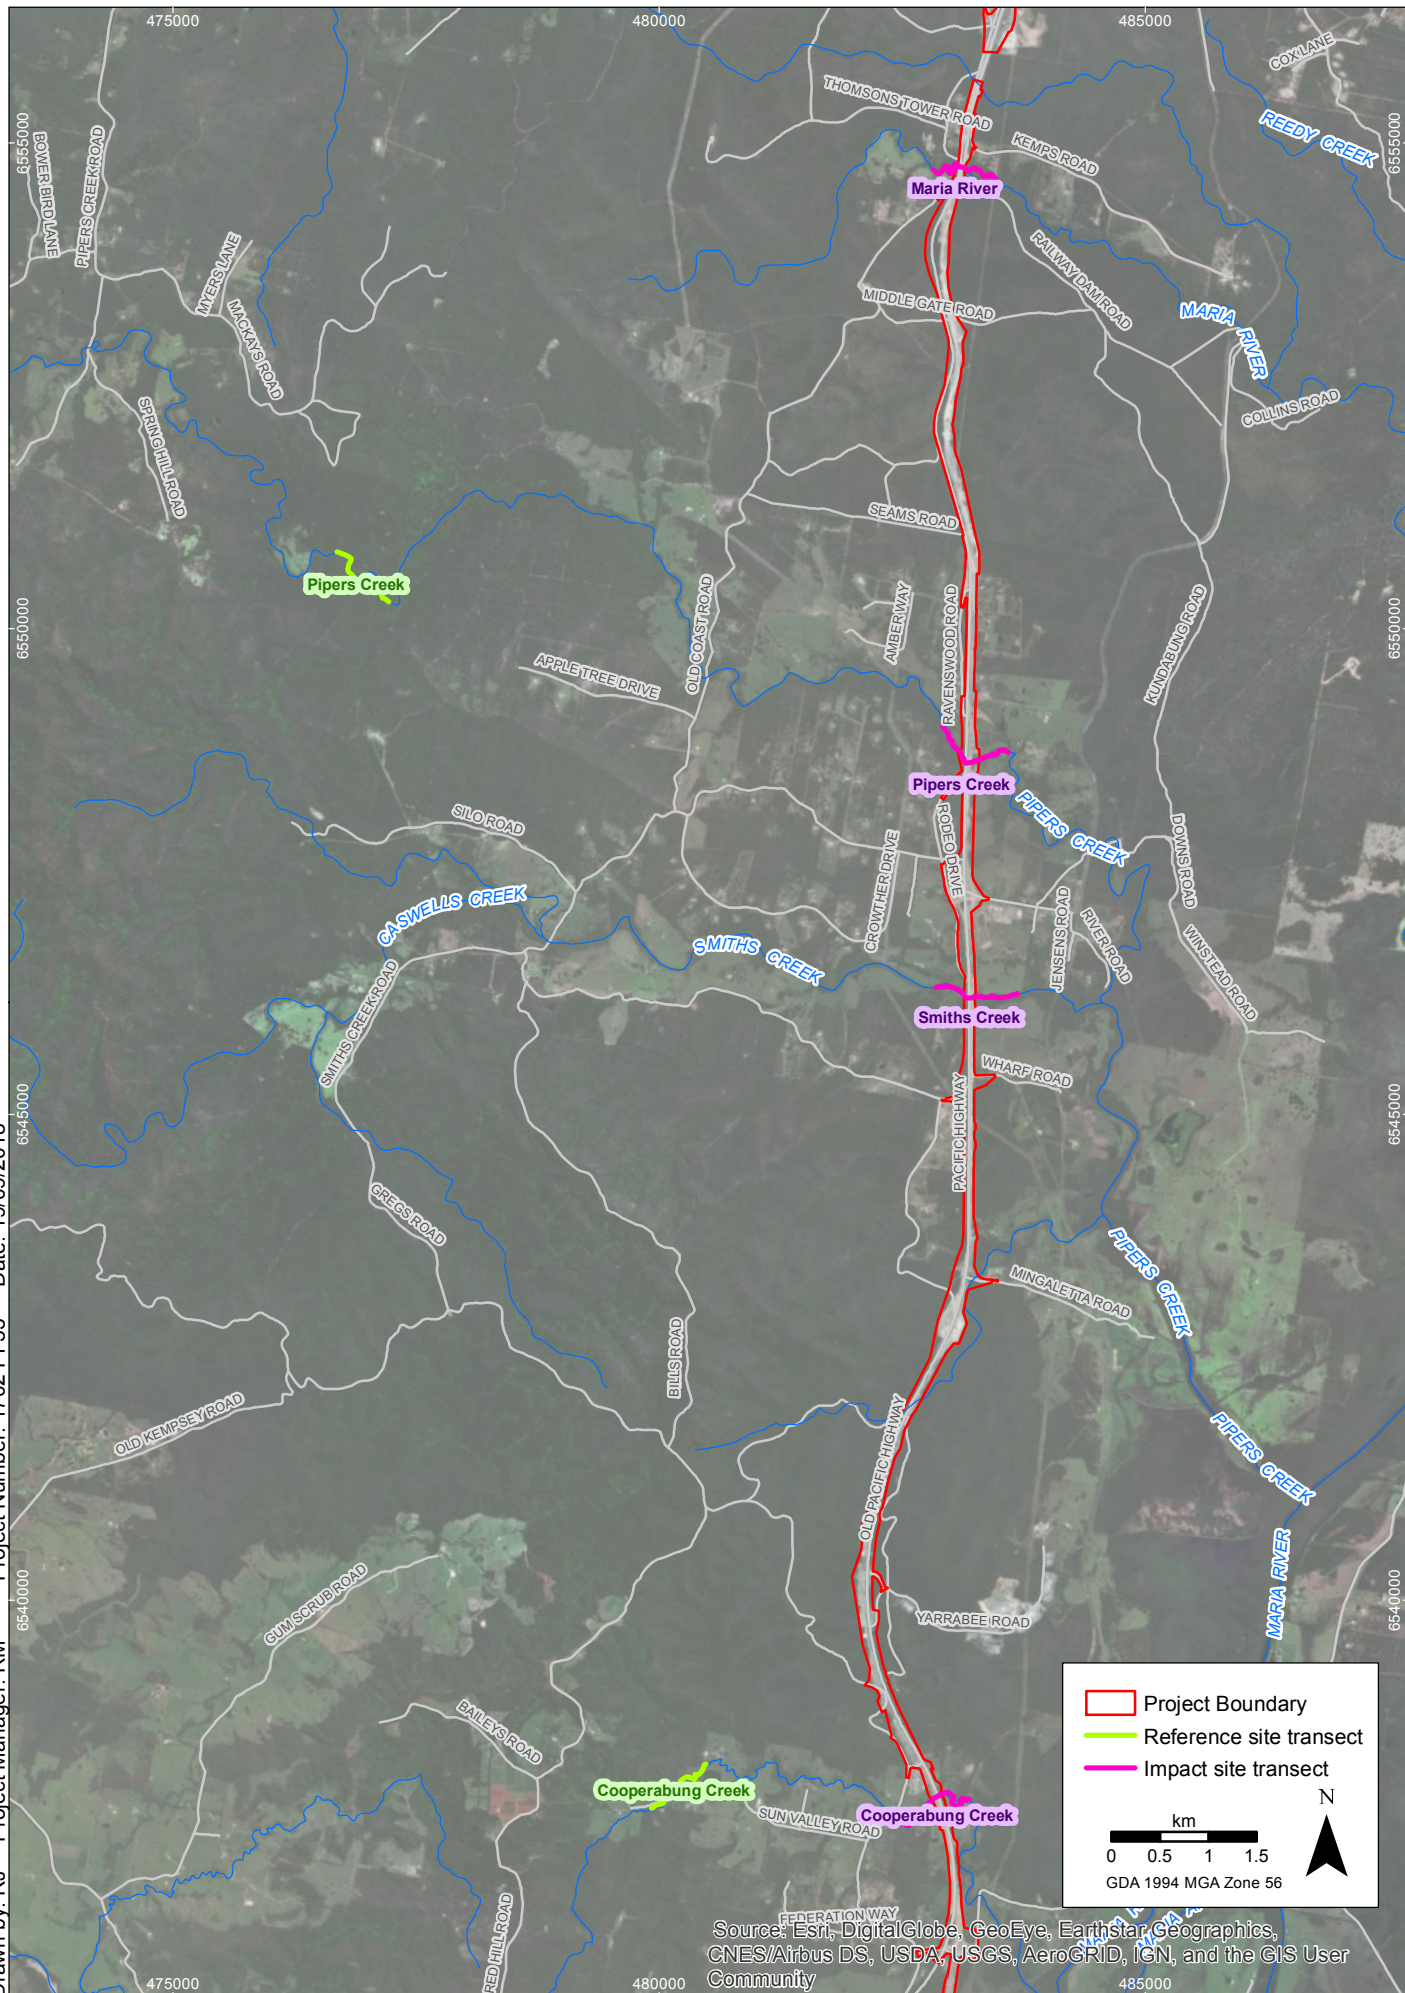 475000
480000
485000
COX LANE
THOMSONS TOWER ROAD
REEDY CREEK
6555000
6555000
BOWER BIRD LANE
PIPERS CREEK ROAD
KEMPS ROAD
Maria River
MYERS LANE
RAILWAY DAM ROAD
MIDDLE GATE ROAD
MARIA RIVER
MACKAYS ROAD
COLLINS ROAD
SPRING HILL ROAD
SEAMS ROAD
Pipers Creek
6550000
6550000
OLD COAST ROAD
AMBER WAY
RAVENSWOOD ROAD
KUNDABUNG ROAD
APPLE TREE DRIVE
Pipers Creek
PIPERS CREEK
SILO ROAD
RODEO DRIVE
CROWTHER DRIVE
DOWNS ROAD
CASWELLS CREEK
SMITHS CREEK
JENSENS ROAD
RIVER ROAD
WINSTEAD ROAD
SMITHS CREEK ROAD
Smiths Creek
WHARF ROAD
6545000
6545000
PACIFIC HIGHWAY
GREGS ROAD
PIPERS CREEK
MINGALETTA ROAD
BILLS ROAD
OLD KEMPSEY ROAD
OLD PACIFIC HIGHWAY
PIPERS CREEK
MARIA RIVER
6540000
6540000
GUM SCRUB ROAD
YARRABEE ROAD
BAILEYS ROAD
Cooperabung Creek
SUN VALLEY ROAD
Cooperabung Creek
RED HILL ROAD
FEDERATION WAY
Project Boundary
Reference site transect
Impact site transect
N
km
0 0.5 1 1.5
GDA 1994 MGA Zone 56
Source: Esri, DigitalGlobe, GeoEye, Earthstar Geographics,
CNES/Airbus DS, USDA, USGS, AeroGRID, IGN, and the GIS User
Community
475000
480000
485000